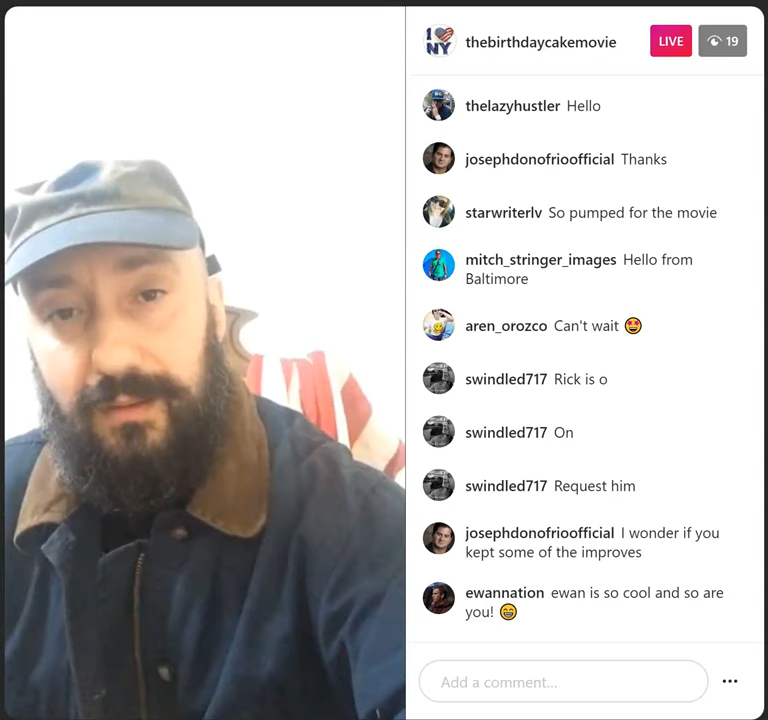 I NY
thebirthdaycakemovie
LIVE
19
thelazyhustler Hello
josephdonofrioofficial Thanks
starwriterlv So pumped for the movie
mitch_stringer_images Hello from
Baltimore
aren_orozco Can't wait 🤩
swindled717 Rick is o
swindled717 On
swindled717 Request him
josephdonofrioofficial I wonder if you
kept some of the improves
ewannation ewan is so cool and so are
you! 😁
Add a comment...